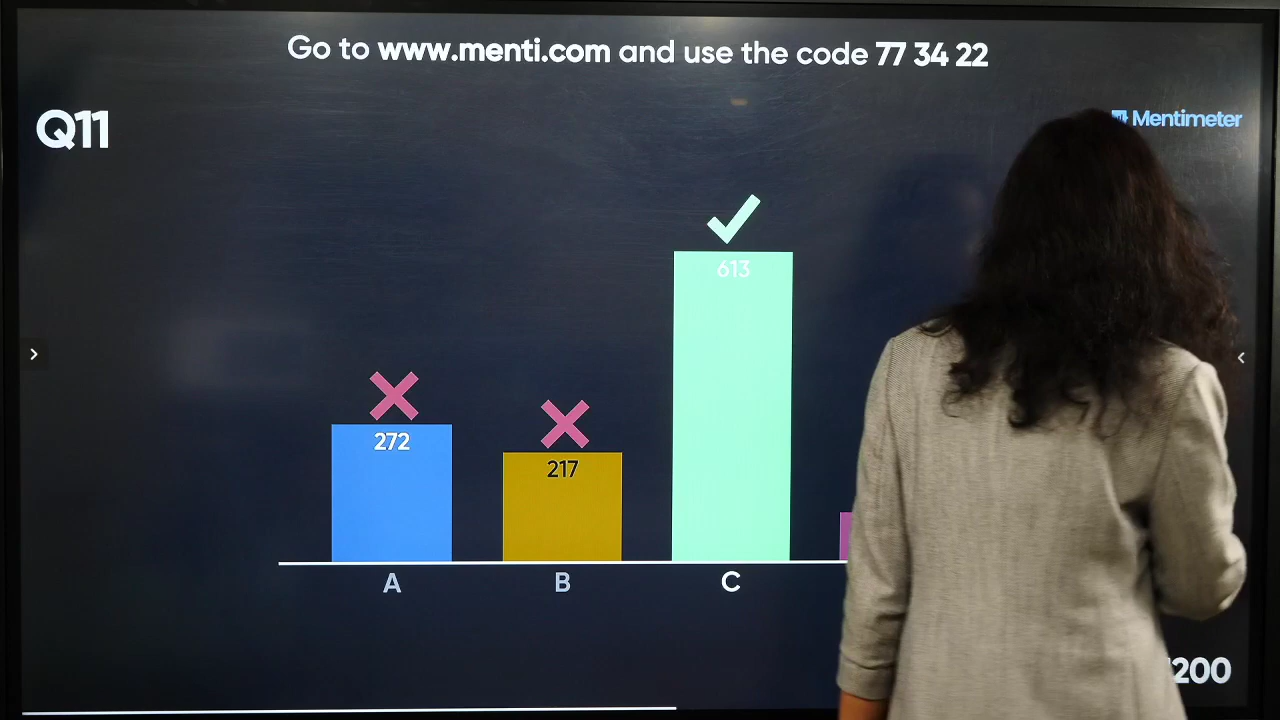 Go to www.menti.com and use the code 77 34 22
Q11
Mentimeter
613
272
217
A
B
C
200